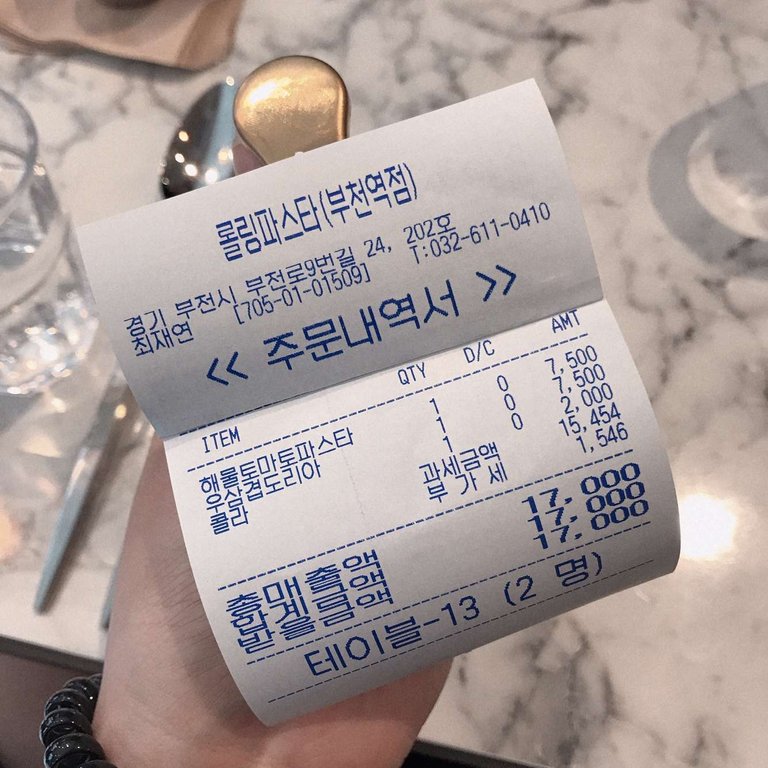 롤링파스타(부천역점)
경기 부천시 부천로9번길 24, 202호
최재연 [705-01-01509] T:032-611-0410
<< 주문내역서 >>
ITEM QTY D/C AMT
해물토마토파스타 1 0 7,500
우삼겹도리아 1 0 7,500
콜라 1 0 2,000
과세금액 15,454
부 가 세 1,546
총 매 출 액 17,000
합 계 금 액 17,000
받 을 금 액 17,000
테이블-13 (2 명)